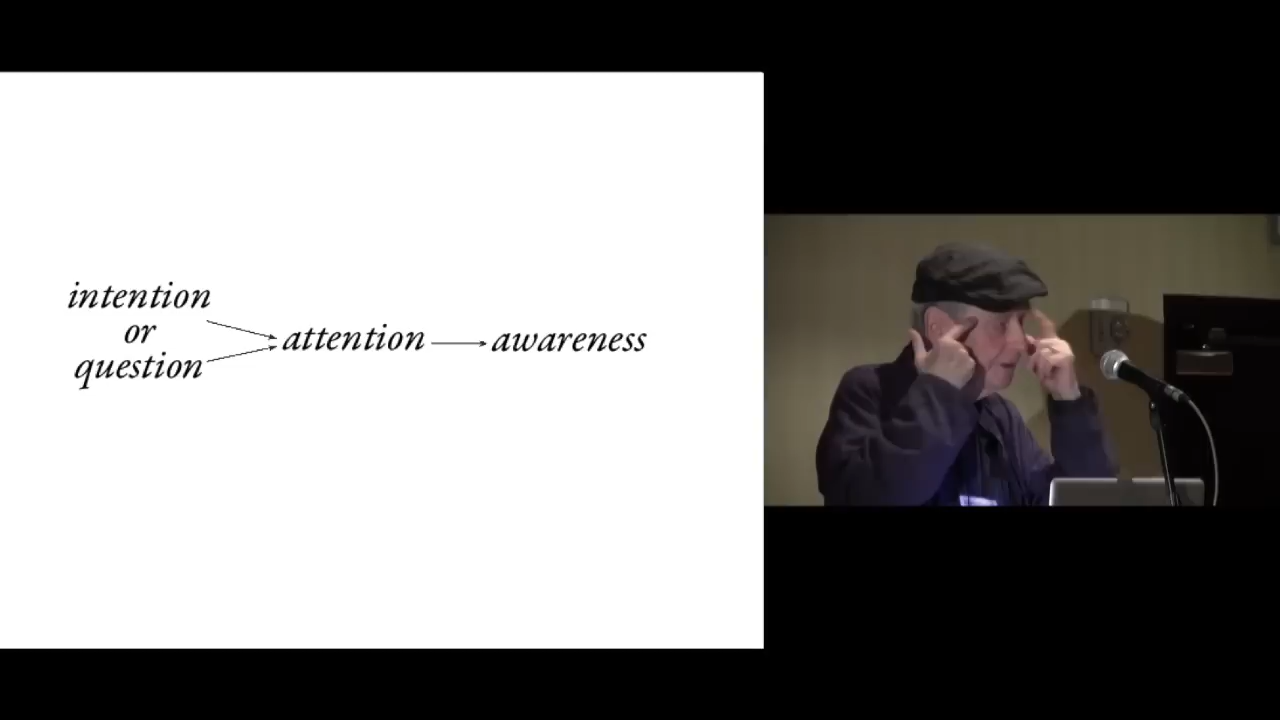 intention
or
question
attention
awareness